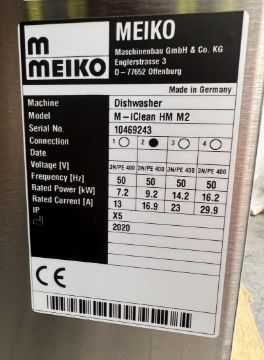 m
MEIKO
MEIKO
Maschinenbau GmbH & Co. KG
Englerstrasse 3
D - 77652 Offenburg
Made in Germany
Machine Dishwasher
Model M - iClean HM M2
Serial No. 10469243
Connection 1 2 3 4
Date
Voltage [V] 3N/PE 400 3N/PE 400 3N/PE 400 3N/PE 400
Frequency [Hz] 50 50 50 50
Rated Power [kW] 7.2 9.2 14.2 16.2
Rated Current [A] 13 16.9 23 29.9
IP X5
2020
CE